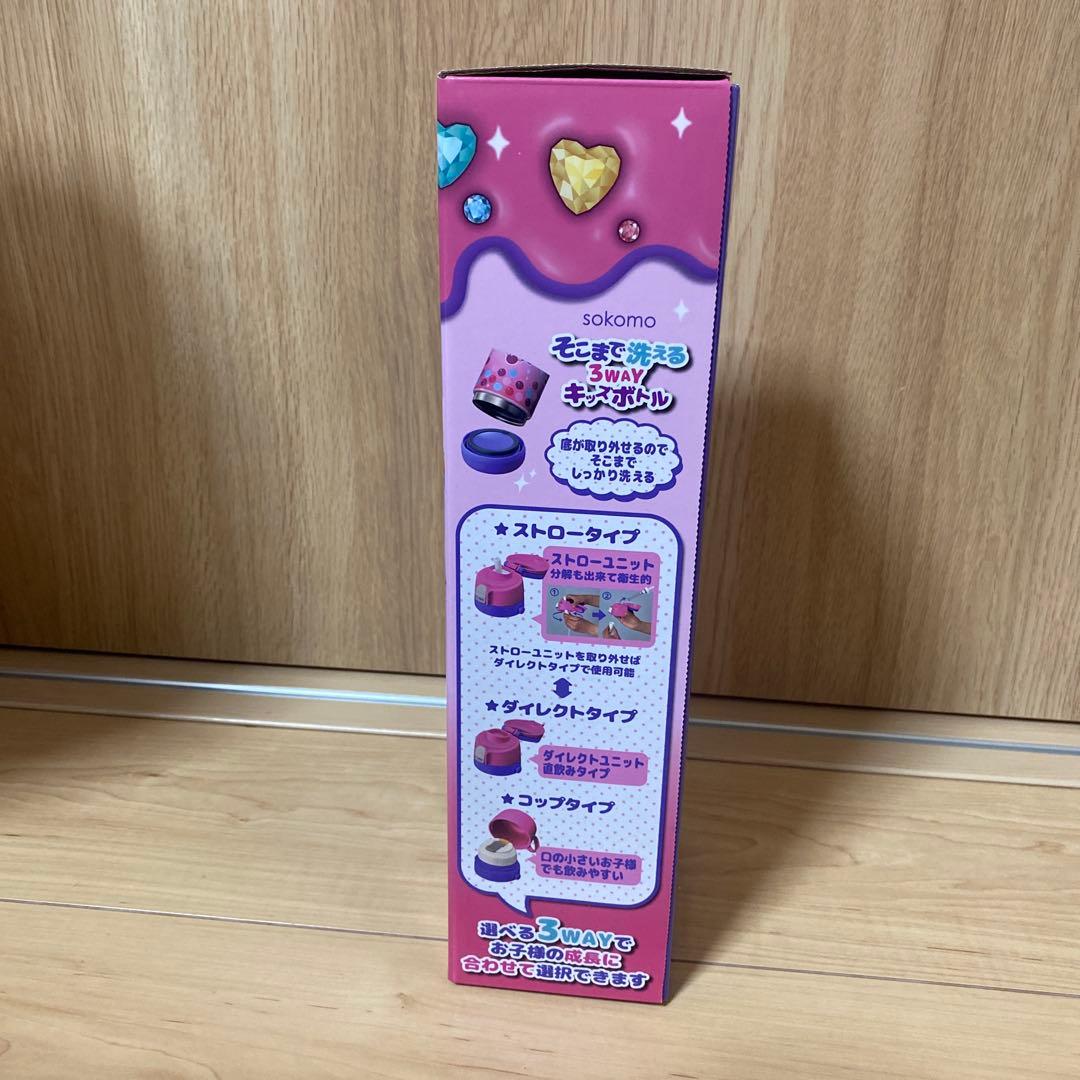 sokomo
そこまで洗える
3WAY
キッズボトル
底が取り外せるので
そこまで
しっかり洗える
★ストロータイプ
ストローユニット
分解も出来て衛生的
① ②
ストローユニットを取り外せば
ダイレクトタイプで使用可能
★ダイレクトタイプ
ダイレクトユニット
直飲みタイプ
★コップタイプ
口の小さいお子様
でも飲みやすい
選べる3WAYで
お子様の成長に
合わせて選択できます